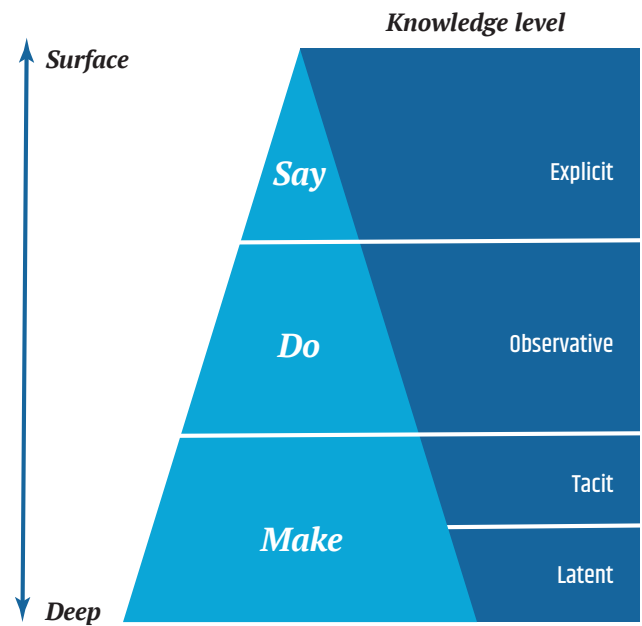 Knowledge level
Surface
Say
Explicit
Do
Observative
Tacit
Make
Latent
Deep